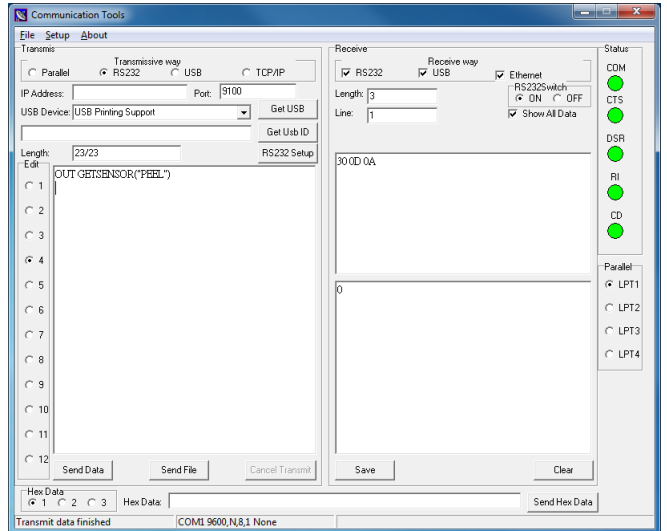 Communication Tools
File Setup About
Transmis
Transmissive way
Parallel RS232 USB TCP/IP
IP Address: Port: 9100
USB Device: USB Printing Support Get USB
Get Usb ID
Length: 23/23 RS232 Setup
Edit
OUT GETSENSOR("PEEL")
1
2
3
4
5
6
7
8
9
10
11
12
Send Data Send File Cancel Transmit
Receive
Receive way
RS232 USB Ethernet
Length: 3
RS232Switch
ON OFF
Line: 1
Show All Data
30 0D 0A
0
Save Clear
Status
COM
CTS
DSR
RI
CD
Parallel
LPT1
LPT2
LPT3
LPT4
Hex Data
1 2 3 Hex Data: Send Hex Data
Transmit data finished COM1 9600,N,8,1 None